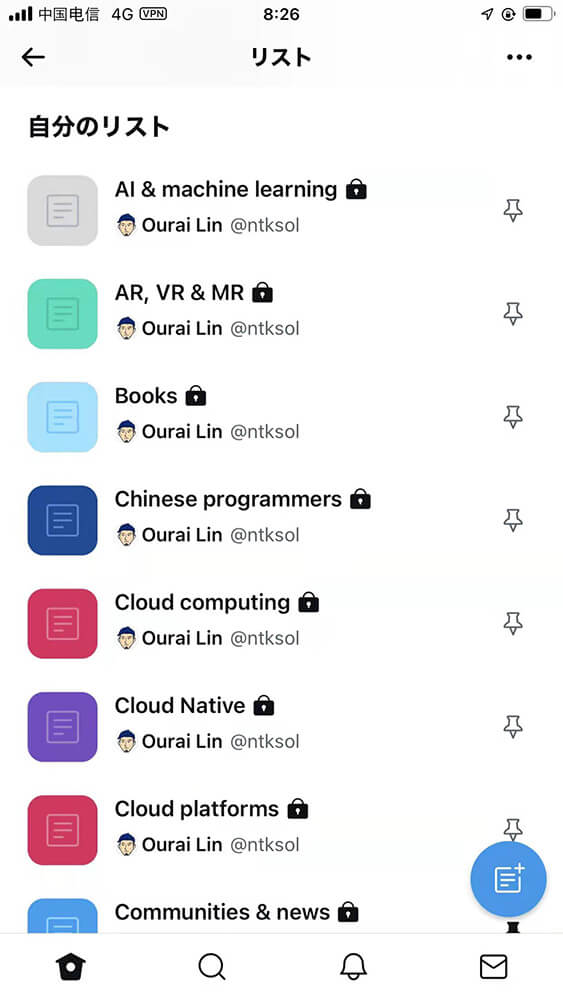 中国电信 4G VPN 8:26
リスト
自分のリスト
AI & machine learning
Ourai Lin @ntksol
AR, VR & MR
Ourai Lin @ntksol
Books
Ourai Lin @ntksol
Chinese programmers
Ourai Lin @ntksol
Cloud computing
Ourai Lin @ntksol
Cloud Native
Ourai Lin @ntksol
Cloud platforms
Ourai Lin @ntksol
Communities & news